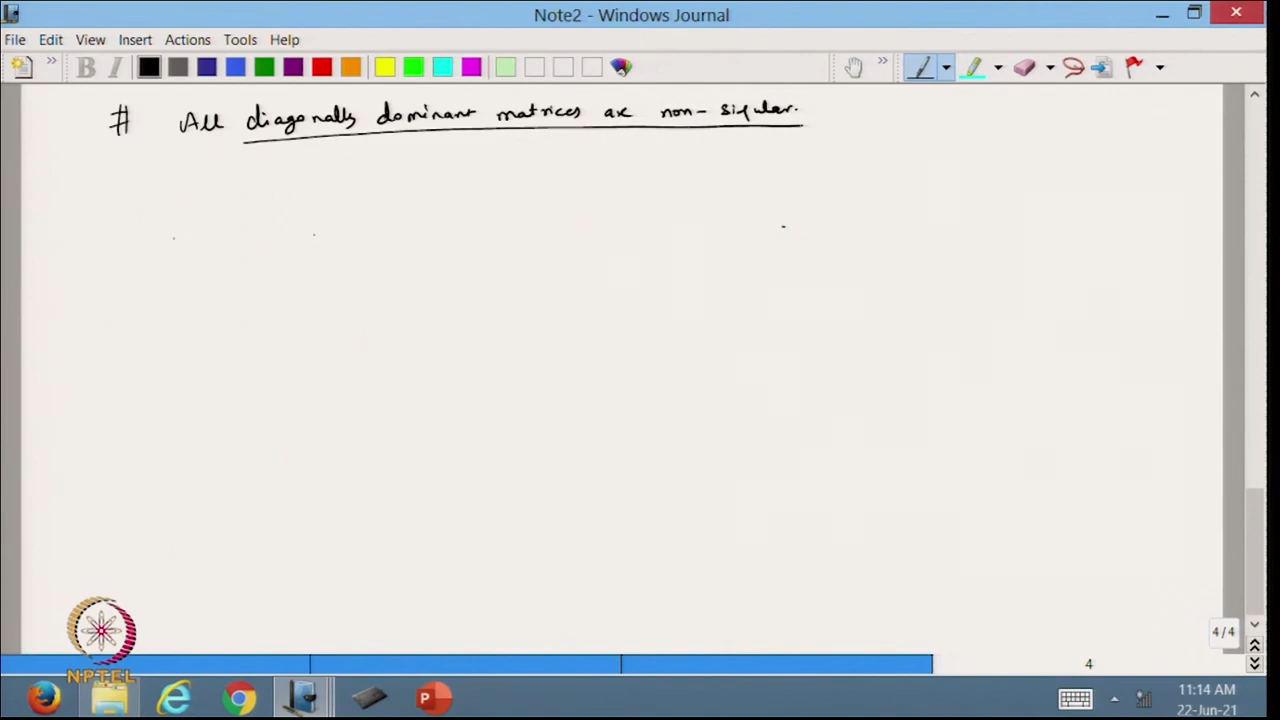 Note2 - Windows Journal
File Edit View Insert Actions Tools Help
B I
# All diagonally dominant matrices are non-singular.
4/4
4
NPTEL
11:14 AM
22-Jun-21